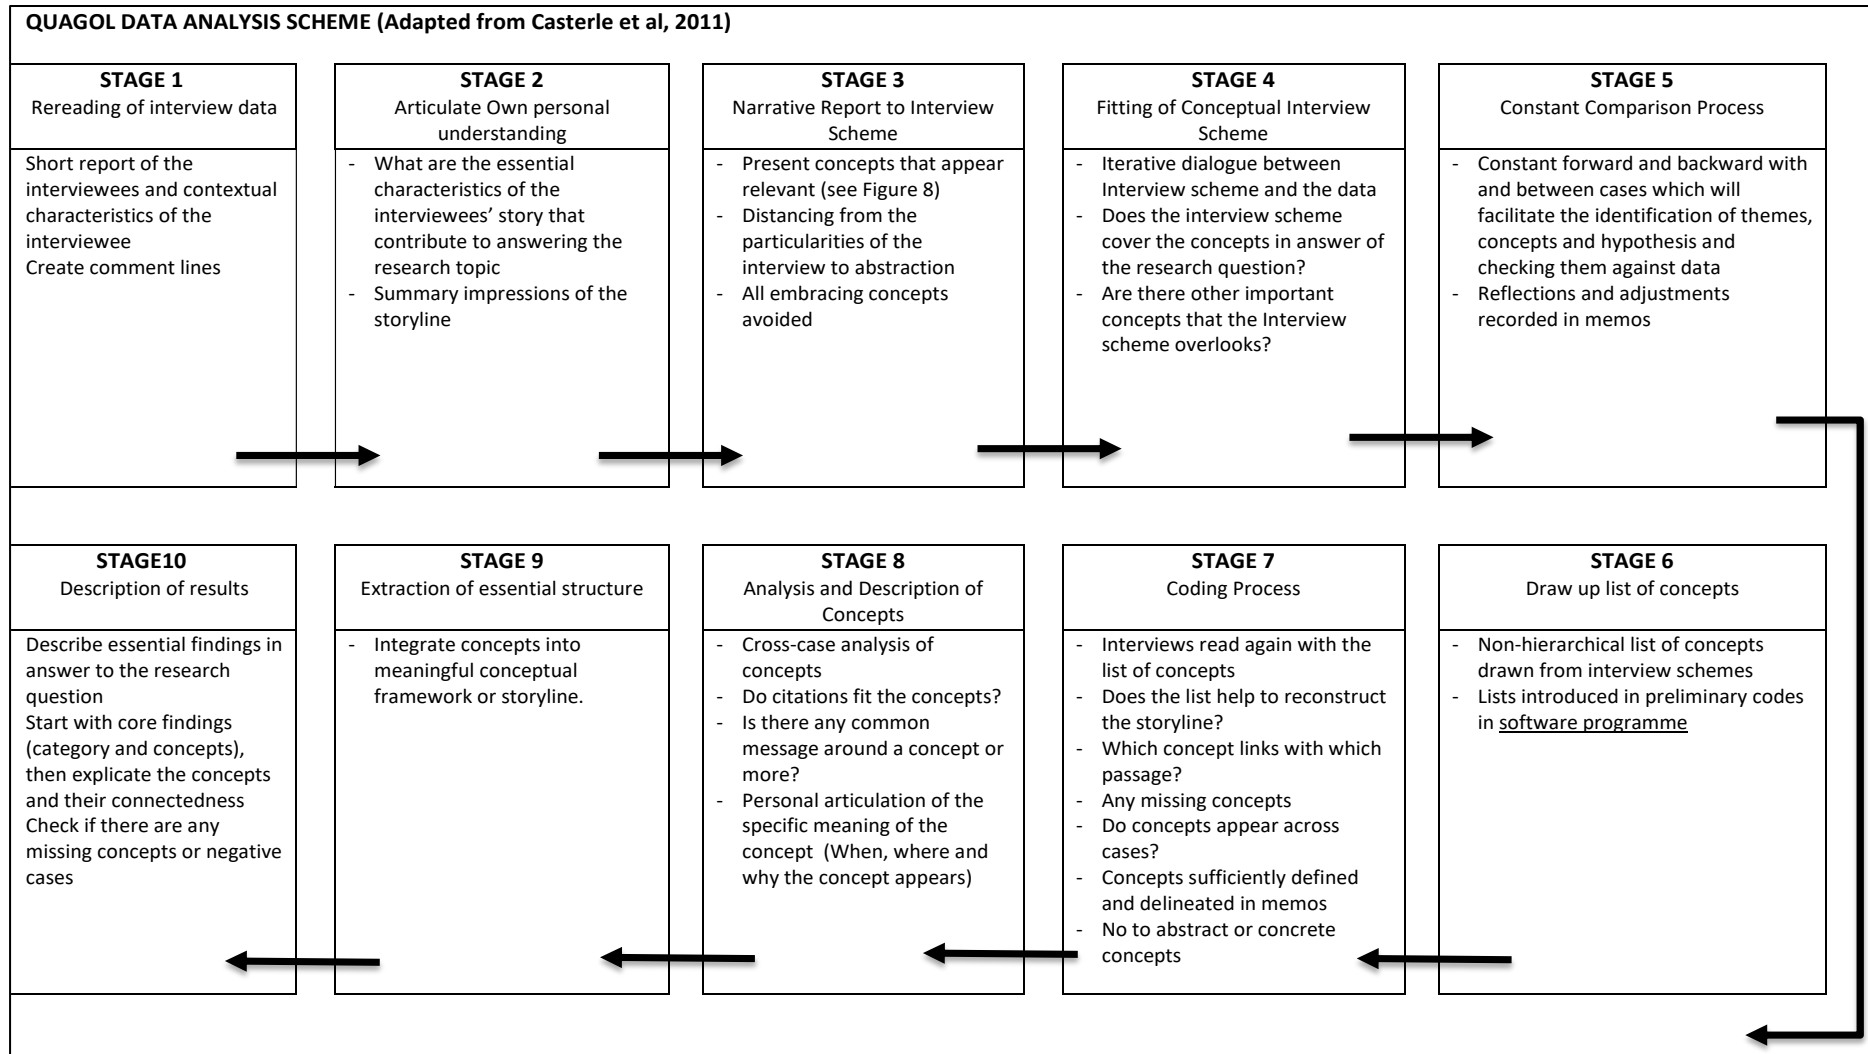 QUAGOL DATA ANALYSIS SCHEME (Adapted from Casterle et al, 2011)
STAGE 1
Rereading of interview data
Short report of the
interviewees and contextual
characteristics of the
interviewee
Create comment lines
STAGE 2
Articulate Own personal
understanding
- What are the essential
characteristics of the
interviewees’ story that
contribute to answering the
research topic
- Summary impressions of the
storyline
STAGE 3
Narrative Report to Interview
Scheme
- Present concepts that appear
relevant (see Figure 8)
- Distancing from the
particularities of the
interview to abstraction
- All embracing concepts
avoided
STAGE 4
Fitting of Conceptual Interview
Scheme
- Iterative dialogue between
Interview scheme and the data
- Does the interview scheme
cover the concepts in answer of
the research question?
- Are there other important
concepts that the Interview
scheme overlooks?
STAGE 5
Constant Comparison Process
- Constant forward and backward with
and between cases which will
facilitate the identification of themes,
concepts and hypothesis and
checking them against data
- Reflections and adjustments
recorded in memos
STAGE 6
Draw up list of concepts
- Non-hierarchical list of concepts
drawn from interview schemes
- Lists introduced in preliminary codes
in software programme
STAGE 7
Coding Process
- Interviews read again with the
list of concepts
- Does the list help to reconstruct
the storyline?
- Which concept links with which
passage?
- Any missing concepts
- Do concepts appear across
cases?
- Concepts sufficiently defined
and delineated in memos
- No to abstract or concrete
concepts
STAGE 8
Analysis and Description of
Concepts
- Cross-case analysis of
concepts
- Do citations fit the concepts?
- Is there any common
message around a concept or
more?
- Personal articulation of the
specific meaning of the
concept (When, where and
why the concept appears)
STAGE 9
Extraction of essential structure
- Integrate concepts into
meaningful conceptual
framework or storyline.
STAGE10
Description of results
Describe essential findings in
answer to the research
question
Start with core findings
(category and concepts),
then explicate the concepts
and their connectedness
Check if there are any
missing concepts or negative
cases